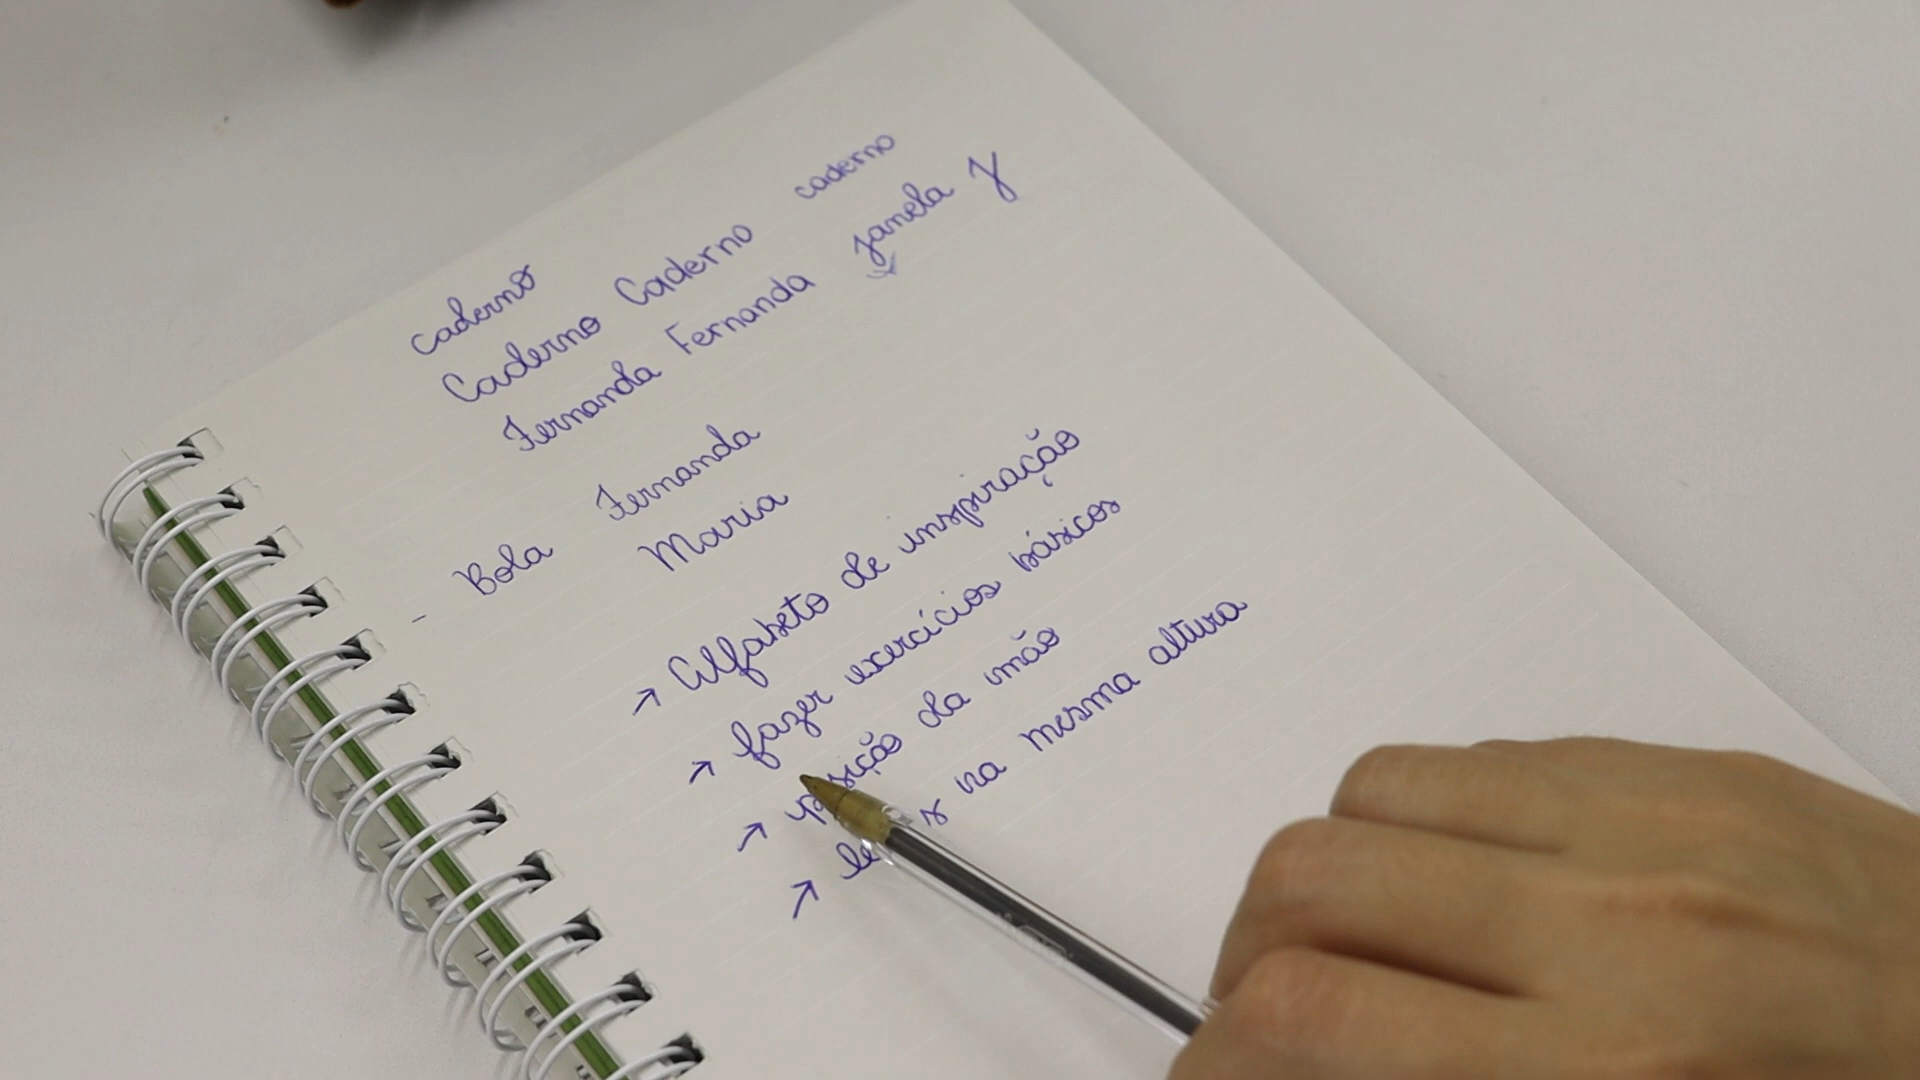 caderno
Caderno Caderno caderno
Fernanda Fernanda janela J
Fernanda
- Bola Maria
→ Alfabeto de inspiração
→ fazer exercícios básicos
→ posição da mão
→ na mesma altura